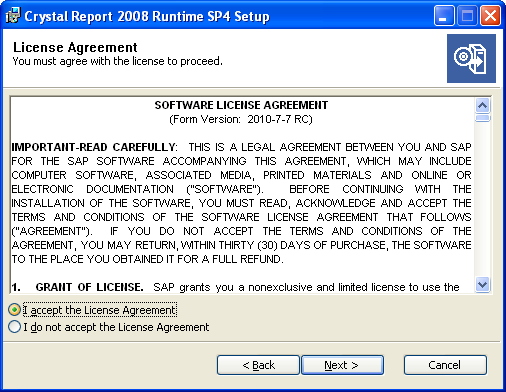 Crystal Report 2008 Runtime SP4 Setup
License Agreement
You must agree with the license to proceed.
SOFTWARE LICENSE AGREEMENT
(Form Version: 2010-7-7 RC)
IMPORTANT-READ CAREFULLY: THIS IS A LEGAL AGREEMENT BETWEEN YOU AND SAP
FOR THE SAP SOFTWARE ACCOMPANYING THIS AGREEMENT, WHICH MAY INCLUDE
COMPUTER SOFTWARE, ASSOCIATED MEDIA, PRINTED MATERIALS AND ONLINE OR
ELECTRONIC DOCUMENTATION ("SOFTWARE"). BEFORE CONTINUING WITH THE
INSTALLATION OF THE SOFTWARE, YOU MUST READ, ACKNOWLEDGE AND ACCEPT THE
TERMS AND CONDITIONS OF THE SOFTWARE LICENSE AGREEMENT THAT FOLLOWS
("AGREEMENT"). IF YOU DO NOT ACCEPT THE TERMS AND CONDITIONS OF THE
AGREEMENT, YOU MAY RETURN, WITHIN THIRTY (30) DAYS OF PURCHASE, THE SOFTWARE
TO THE PLACE YOU OBTAINED IT FOR A FULL REFUND.
1. GRANT OF LICENSE. SAP grants you a nonexclusive and limited license to use the
I accept the License Agreement
I do not accept the License Agreement
< Back Next > Cancel